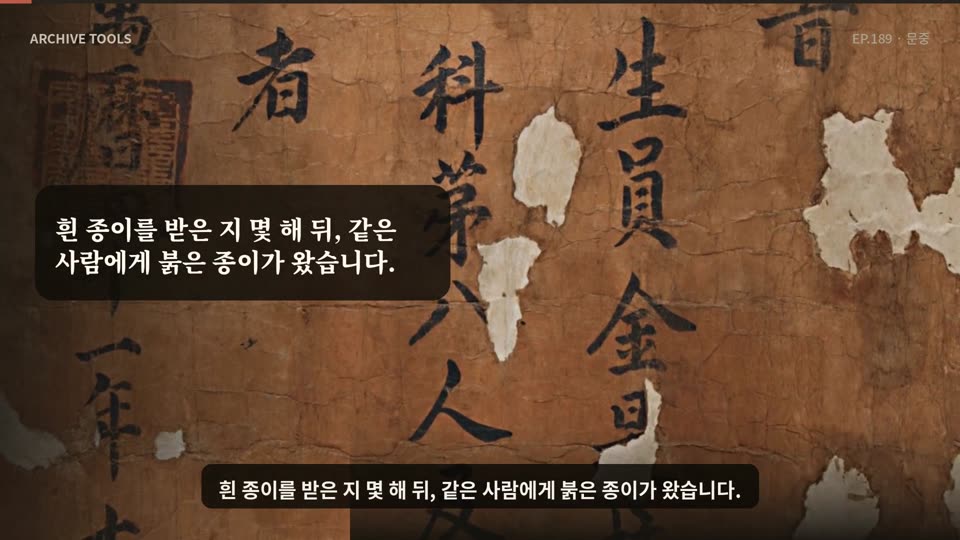 ARCHIVE TOOLS
EP.189 · 문중
生員金
科第八人
者
一年
흰 종이를 받은 지 몇 해 뒤, 같은
사람에게 붉은 종이가 왔습니다.
흰 종이를 받은 지 몇 해 뒤, 같은 사람에게 붉은 종이가 왔습니다.